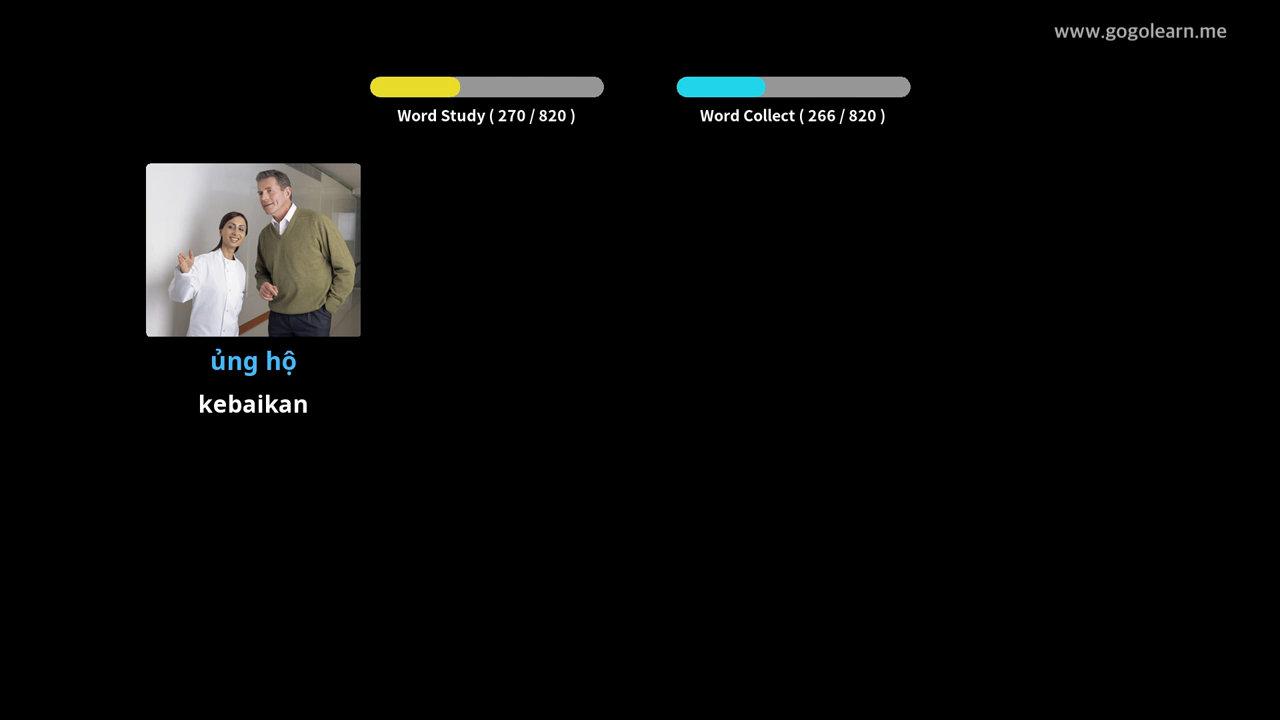 www.gogolearn.me
Word Study ( 270 / 820 )
Word Collect ( 266 / 820 )
ủng hộ
kebaikan